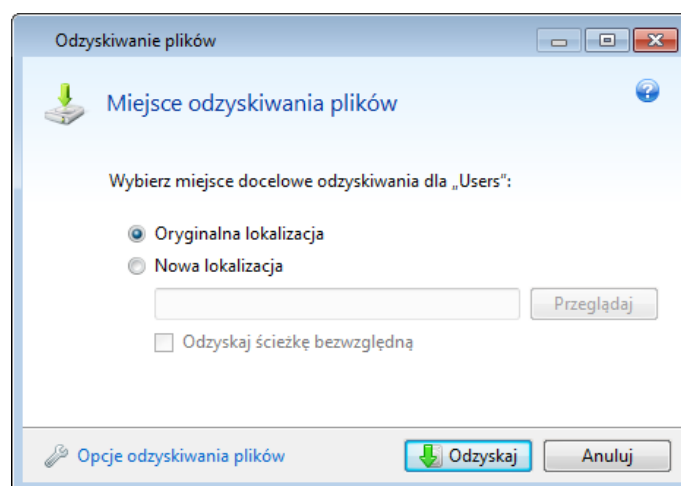 Odzyskiwanie plików
Miejsce odzyskiwania plików
Wybierz miejsce docelowe odzyskiwania dla „Users”:
Oryginalna lokalizacja
Nowa lokalizacja
Przeglądaj
Odzyskaj ścieżkę bezwzględną
Opcje odzyskiwania plików
Odzyskaj
Anuluj